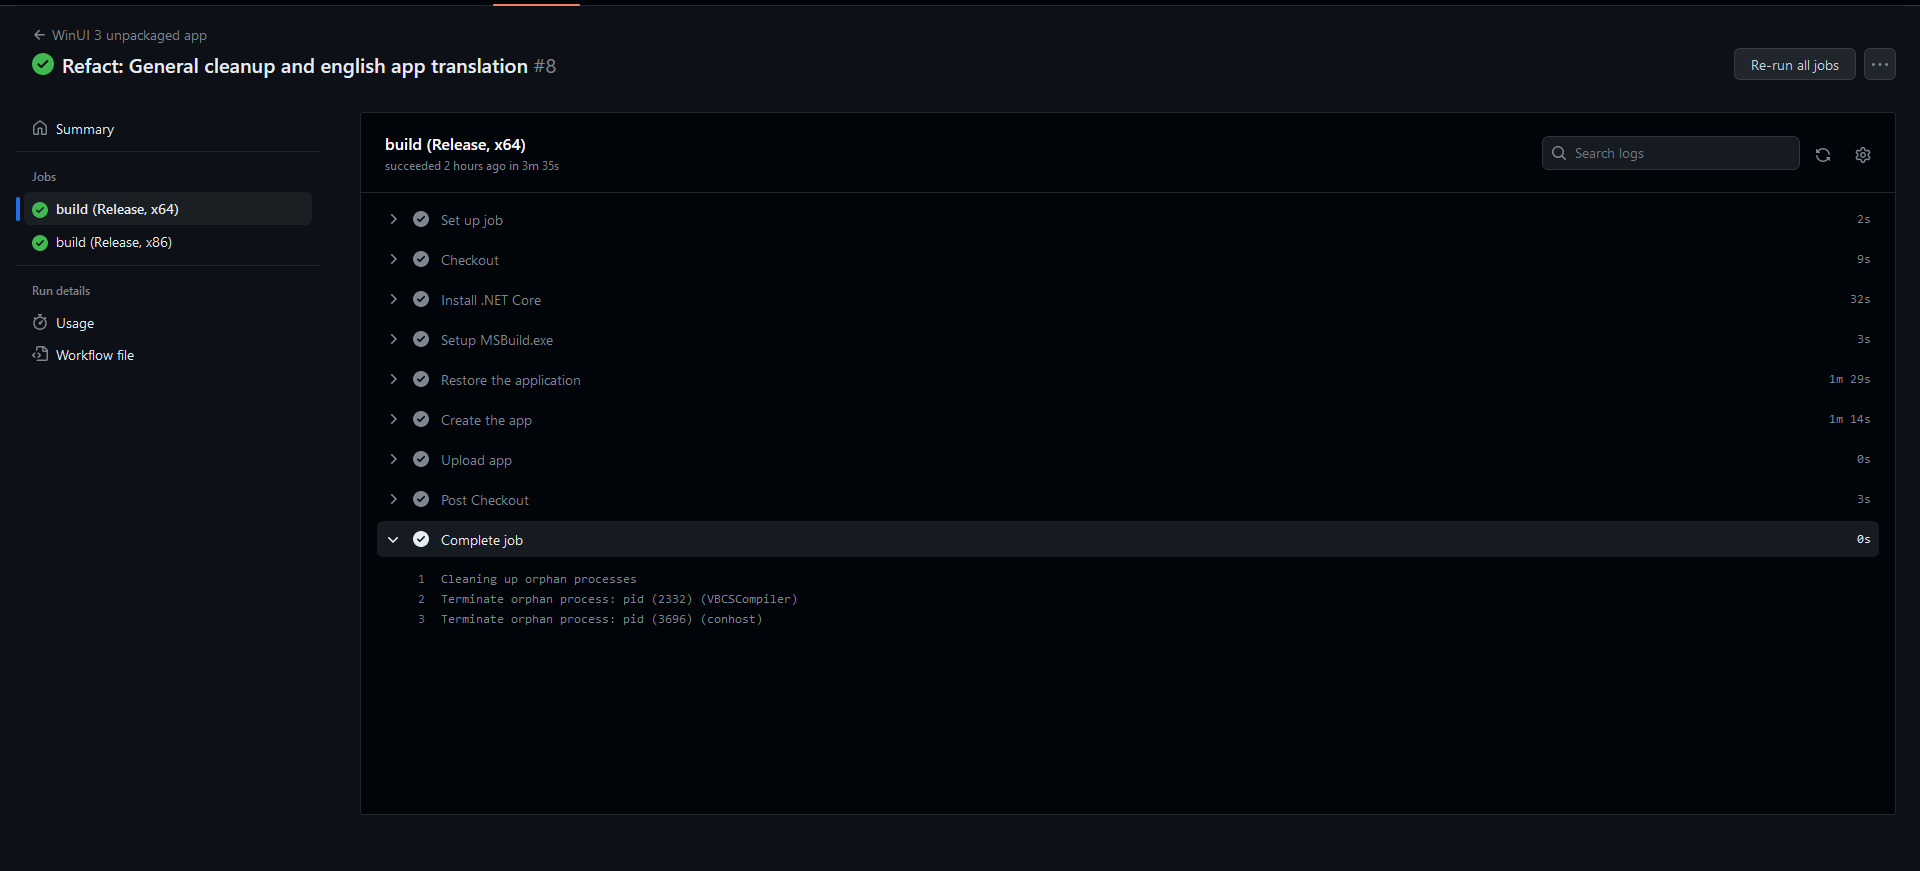 WinUI 3 unpackaged app
Refact: General cleanup and english app translation #8
Re-run all jobs
Summary
Jobs
build (Release, x64)
build (Release, x86)
Run details
Usage
Workflow file
build (Release, x64)
succeeded 2 hours ago in 3m 35s
Search logs
Set up job 2s
Checkout 9s
Install .NET Core 32s
Setup MSBuild.exe 3s
Restore the application 1m 29s
Create the app 1m 14s
Upload app 0s
Post Checkout 3s
Complete job 0s
1 Cleaning up orphan processes
2 Terminate orphan process: pid (2332) (VBCSCompiler)
3 Terminate orphan process: pid (3696) (conhost)